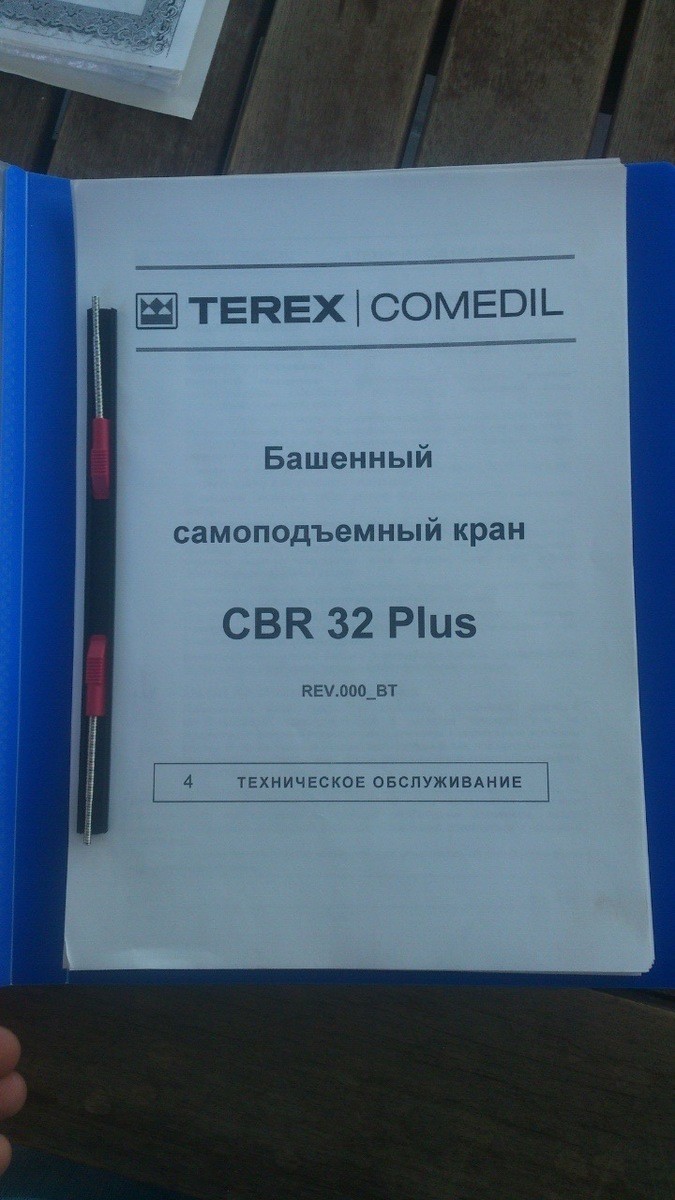 TEREX | COMEDIL
Башенный
самоподъемный кран
CBR 32 Plus
REV.000_BT
4 ТЕХНИЧЕСКОЕ ОБСЛУЖИВАНИЕ